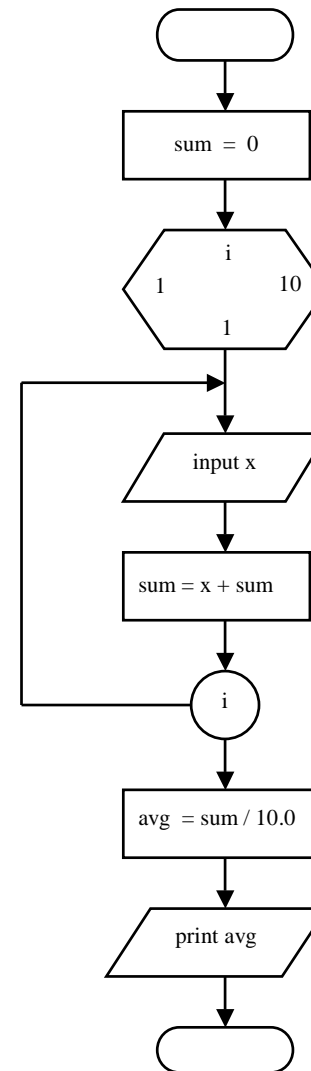 sum = 0
i
1 10
1
input x
sum = x + sum
i
avg = sum / 10.0
print avg